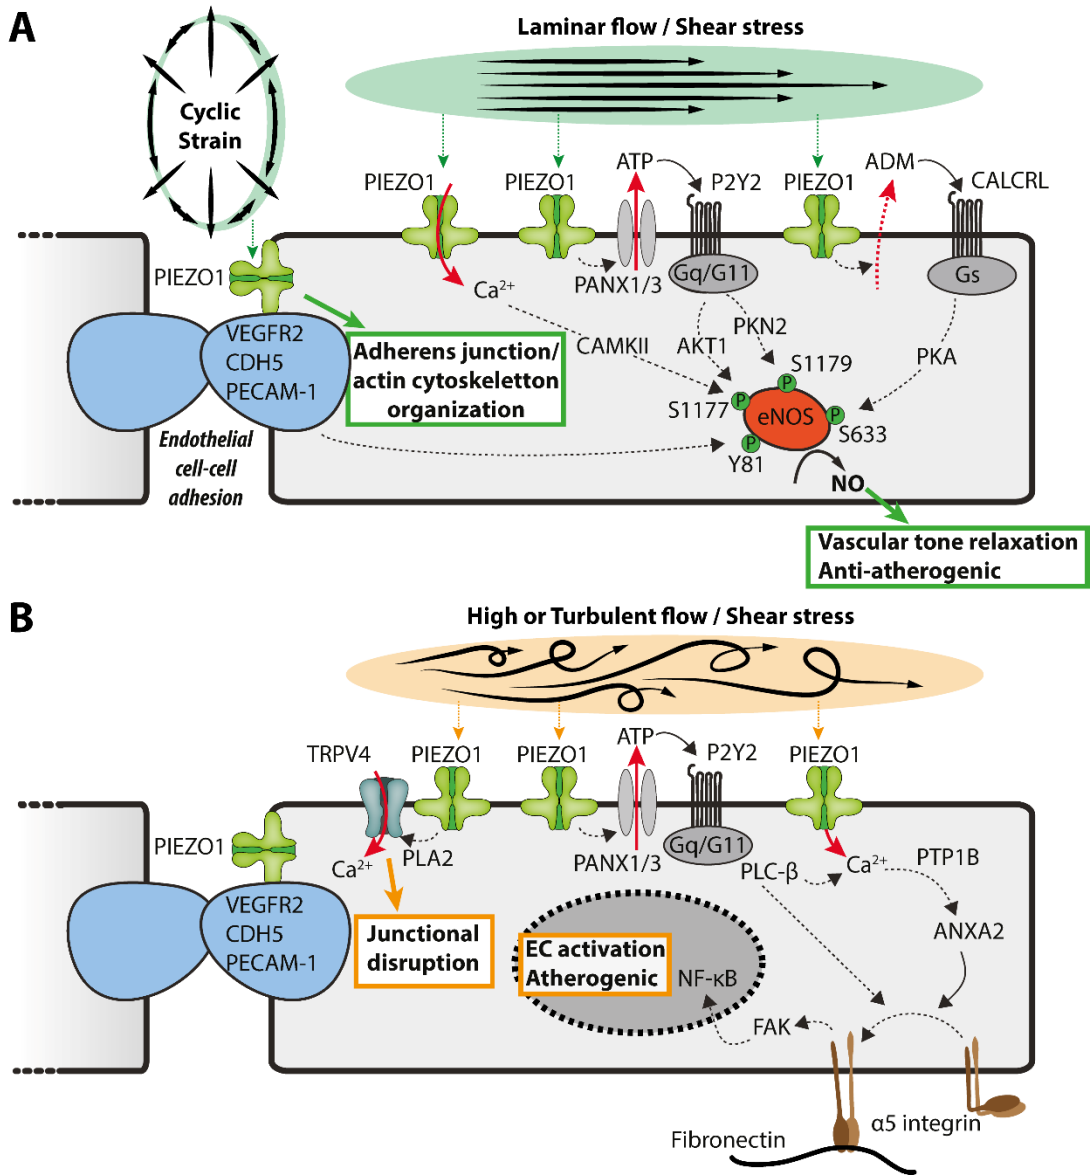 A
Laminar flow / Shear stress
Cyclic
Strain
ATP
ADM
PIEZO1
PIEZO1
P2Y2
PIEZO1
CALCRL
PIEZO1
Ca²⁺
PANX1/3
Gq/G11
Gs
VEGFR2
CDH5
PECAM-1
Adherens junction/
actin cytoskeletton
organization
CAMKII
AKT1
PKN2
PKA
S1179
P
S1177
P
eNOS
P
S633
P
Y81
NO
Endothelial
cell-cell
adhesion
Vascular tone relaxation
Anti-atherogenic
B
High or Turbulent flow / Shear stress
TRPV4
PIEZO1
PIEZO1
ATP
P2Y2
PIEZO1
PIEZO1
Ca²⁺
PLA2
PANX1/3
Gq/G11
PLC-β
Ca²⁺
PTP1B
VEGFR2
CDH5
PECAM-1
Junctional
disruption
EC activation
Atherogenic
NF-κB
ANXA2
FAK
α5 integrin
Fibronectin